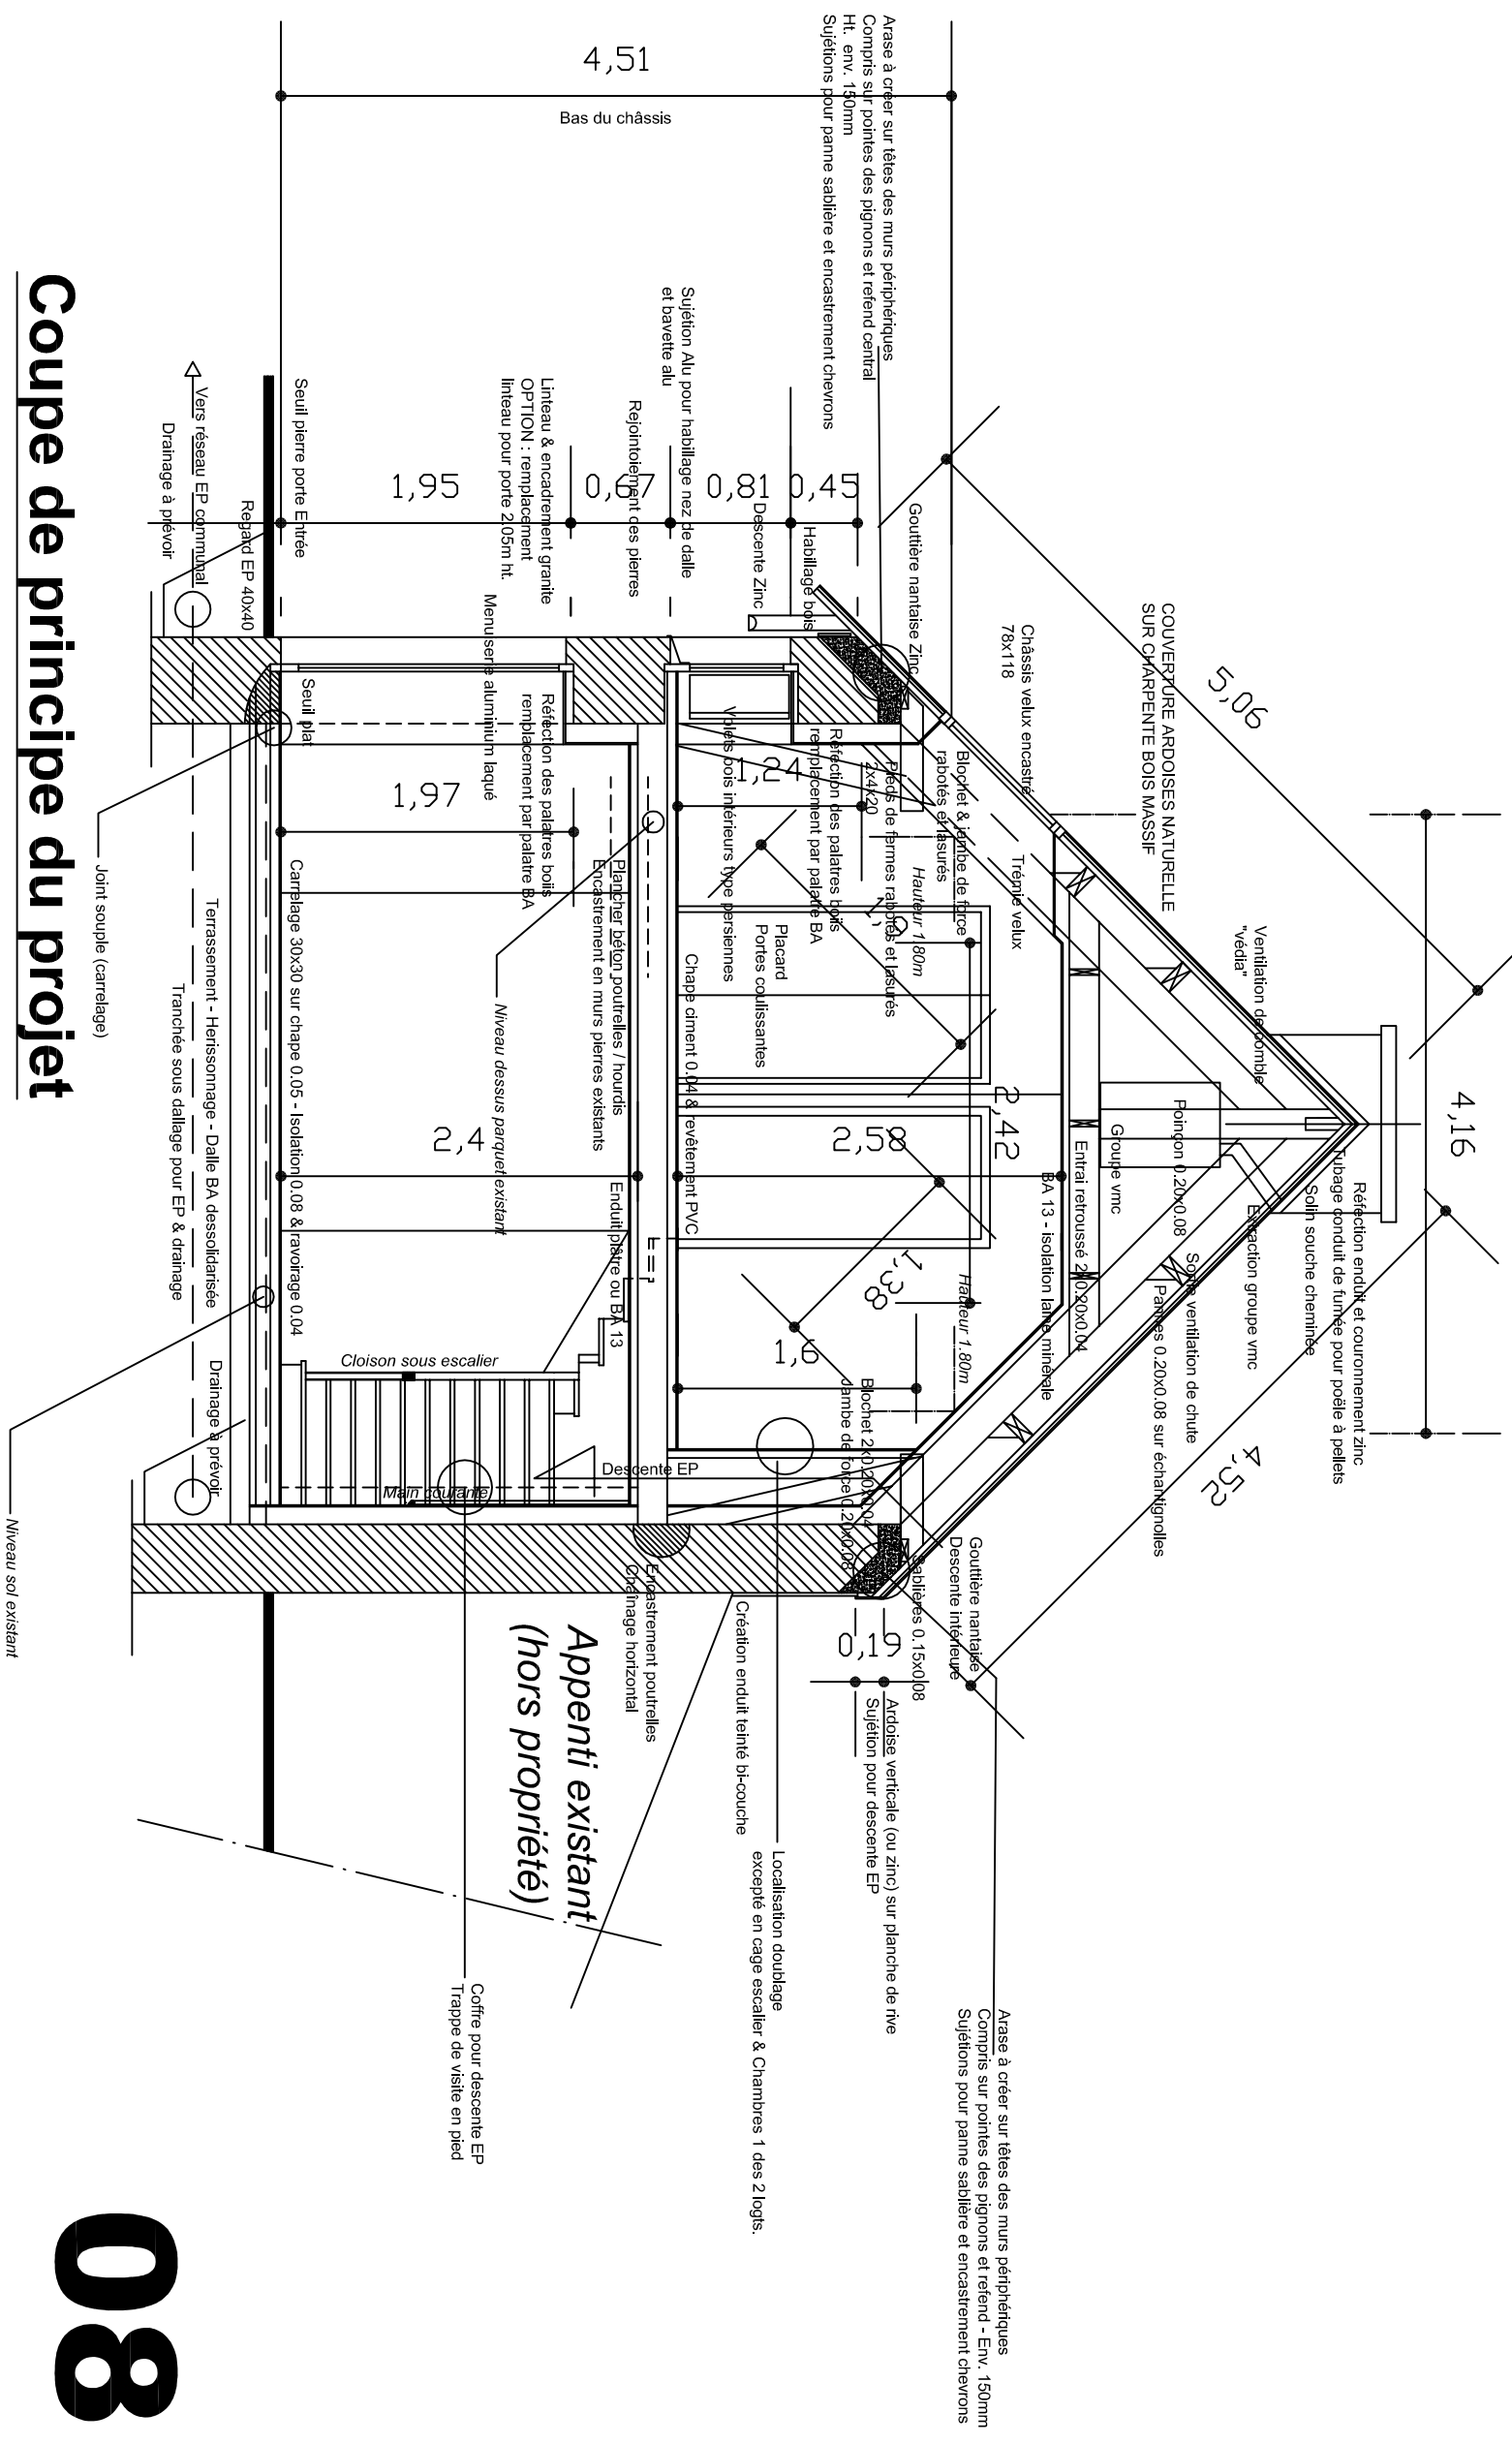 Arase à créer sur têtes des murs périphériques
Compris sur pointes des pignons et refend central
Ht. env. 150mm
Sujétions pour panne sablière et encastrement chevrons
4,51
Bas du châssis
5,06
4,16
4,52
COUVERTURE ARDOISES NATURELLE
SUR CHARPENTE BOIS MASSIF
Châssis velux encastré
78x118
Ventilation de comble
"védia"
Réfection enduit et couronnement zinc
Tubage conduit de fumée pour poële à pellets
Solin souche cheminée
Extraction groupe vmc
Sortie ventilation de chute
Pannes 0.20x0.08 sur échantignolles
Poinçon 0.20x0.08
Groupe vmc
Entrai retroussé 2x0.20x0.04
BA 13 - isolation laine minérale
Trémie velux
Blochet & jambe de force
rabotés et lasurés
Hauteur 1.80m
Pieds de fermes rabotés et lasurés
2x4x20
Réfection des palatres bois
remplacement par palatre BA
Placard
Portes coulissantes
Volets bois intérieurs type persiennes
Chape ciment 0.04 & revêtement PVC
1,24
2,42
2,58
1,38
1,6
Hauteur 1.80m
Blochet 2x0.20x0.04
Jambe de force 0.20x0.08
Gouttière nantaise Zinc
Habillage bois
Descente Zinc
0,45
0,81
0,67
1,95
Sujétion Alu pour habillage nez de dalle
et bavette alu
Rejointoiement des pierres
Linteau & encadrement granite
OPTION : remplacement
linteau pour porte 2.05m ht.
Menuiserie aluminium laqué
Réfection des palatres bois
remplacement par palatre BA
Plancher béton poutrelles / hourdis
Encastrement en murs pierres existants
Niveau dessus parquet existant
Enduit plâtre ou BA 13
1,97
2,4
Cloison sous escalier
Main courante
Descente EP
Seuil pierre porte Entrée
Seuil plat
Regard EP 40x40
Vers réseau EP communal
Drainage à prévoir
Carrelage 30x30 sur chape 0.05 - Isolation 0.08 & ravoirage 0.04
Terrassement - Herissonnage - Dalle BA dessolidarisée
Tranchée sous dallage pour EP & drainage
Drainage à prévoir
Joint souple (carrelage)
Niveau sol existant
Gouttière nantaise
Descente intérieure
Sablières 0.15x0.08
0,19
Ardoise verticale (ou zinc) sur planche de rive
Sujétion pour descente EP
Création enduit teinté bi-couche
Encastrement poutrelles
Chaînage horizontal
Appenti existant
(hors propriété)
Localisation doublage
excepté en cage escalier & Chambres 1 des 2 logts.
Coffre pour descente EP
Trappe de visite en pied
Arase à créer sur têtes des murs périphériques
Compris sur pointes des pignons et refend - Env. 150mm
Sujétions pour panne sablière et encastrement chevrons
Coupe de principe du projet
08